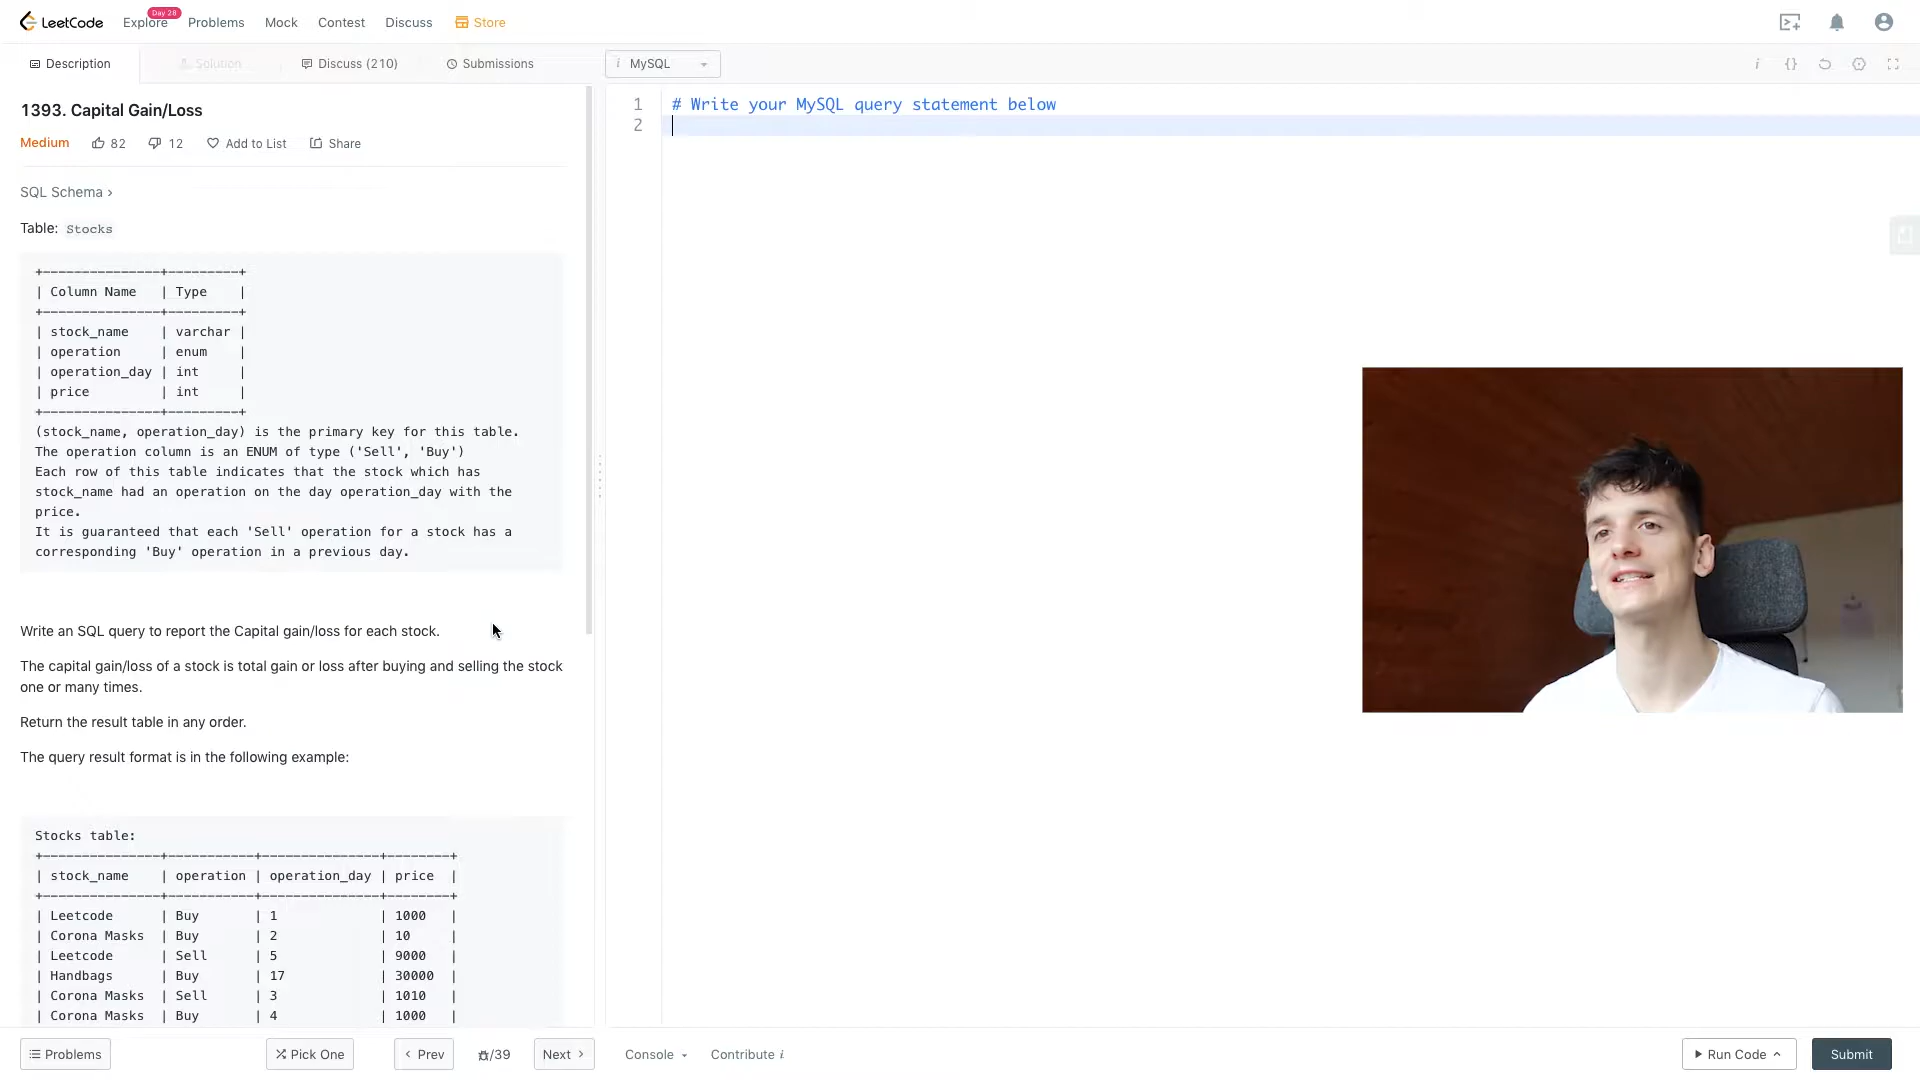 LeetCode
Explore
Day 28
Problems
Mock
Contest
Discuss
Store
Description
Solution
Discuss (210)
Submissions
i MySQL
1393. Capital Gain/Loss
Medium
82
12
Add to List
Share
SQL Schema ›
Table: Stocks
+---------------+---------+
| Column Name   | Type    |
+---------------+---------+
| stock_name    | varchar |
| operation     | enum    |
| operation_day | int     |
| price         | int     |
+---------------+---------+
(stock_name, operation_day) is the primary key for this table.
The operation column is an ENUM of type ('Sell', 'Buy')
Each row of this table indicates that the stock which has
stock_name had an operation on the day operation_day with the
price.
It is guaranteed that each 'Sell' operation for a stock has a
corresponding 'Buy' operation in a previous day.
Write an SQL query to report the Capital gain/loss for each stock.
The capital gain/loss of a stock is total gain or loss after buying and selling the stock
one or many times.
Return the result table in any order.
The query result format is in the following example:
Stocks table:
+---------------+-----------+---------------+--------+
| stock_name    | operation | operation_day | price  |
+---------------+-----------+---------------+--------+
| Leetcode      | Buy       | 1             | 1000   |
| Corona Masks  | Buy       | 2             | 10     |
| Leetcode      | Sell      | 5             | 9000   |
| Handbags      | Buy       | 17            | 30000  |
| Corona Masks  | Sell      | 3             | 1010   |
| Corona Masks  | Buy       | 4             | 1000   |
1 # Write your MySQL query statement below
2
i {}
Problems
Pick One
‹ Prev
/39
Next ›
Console
Contribute i
Run Code
Submit